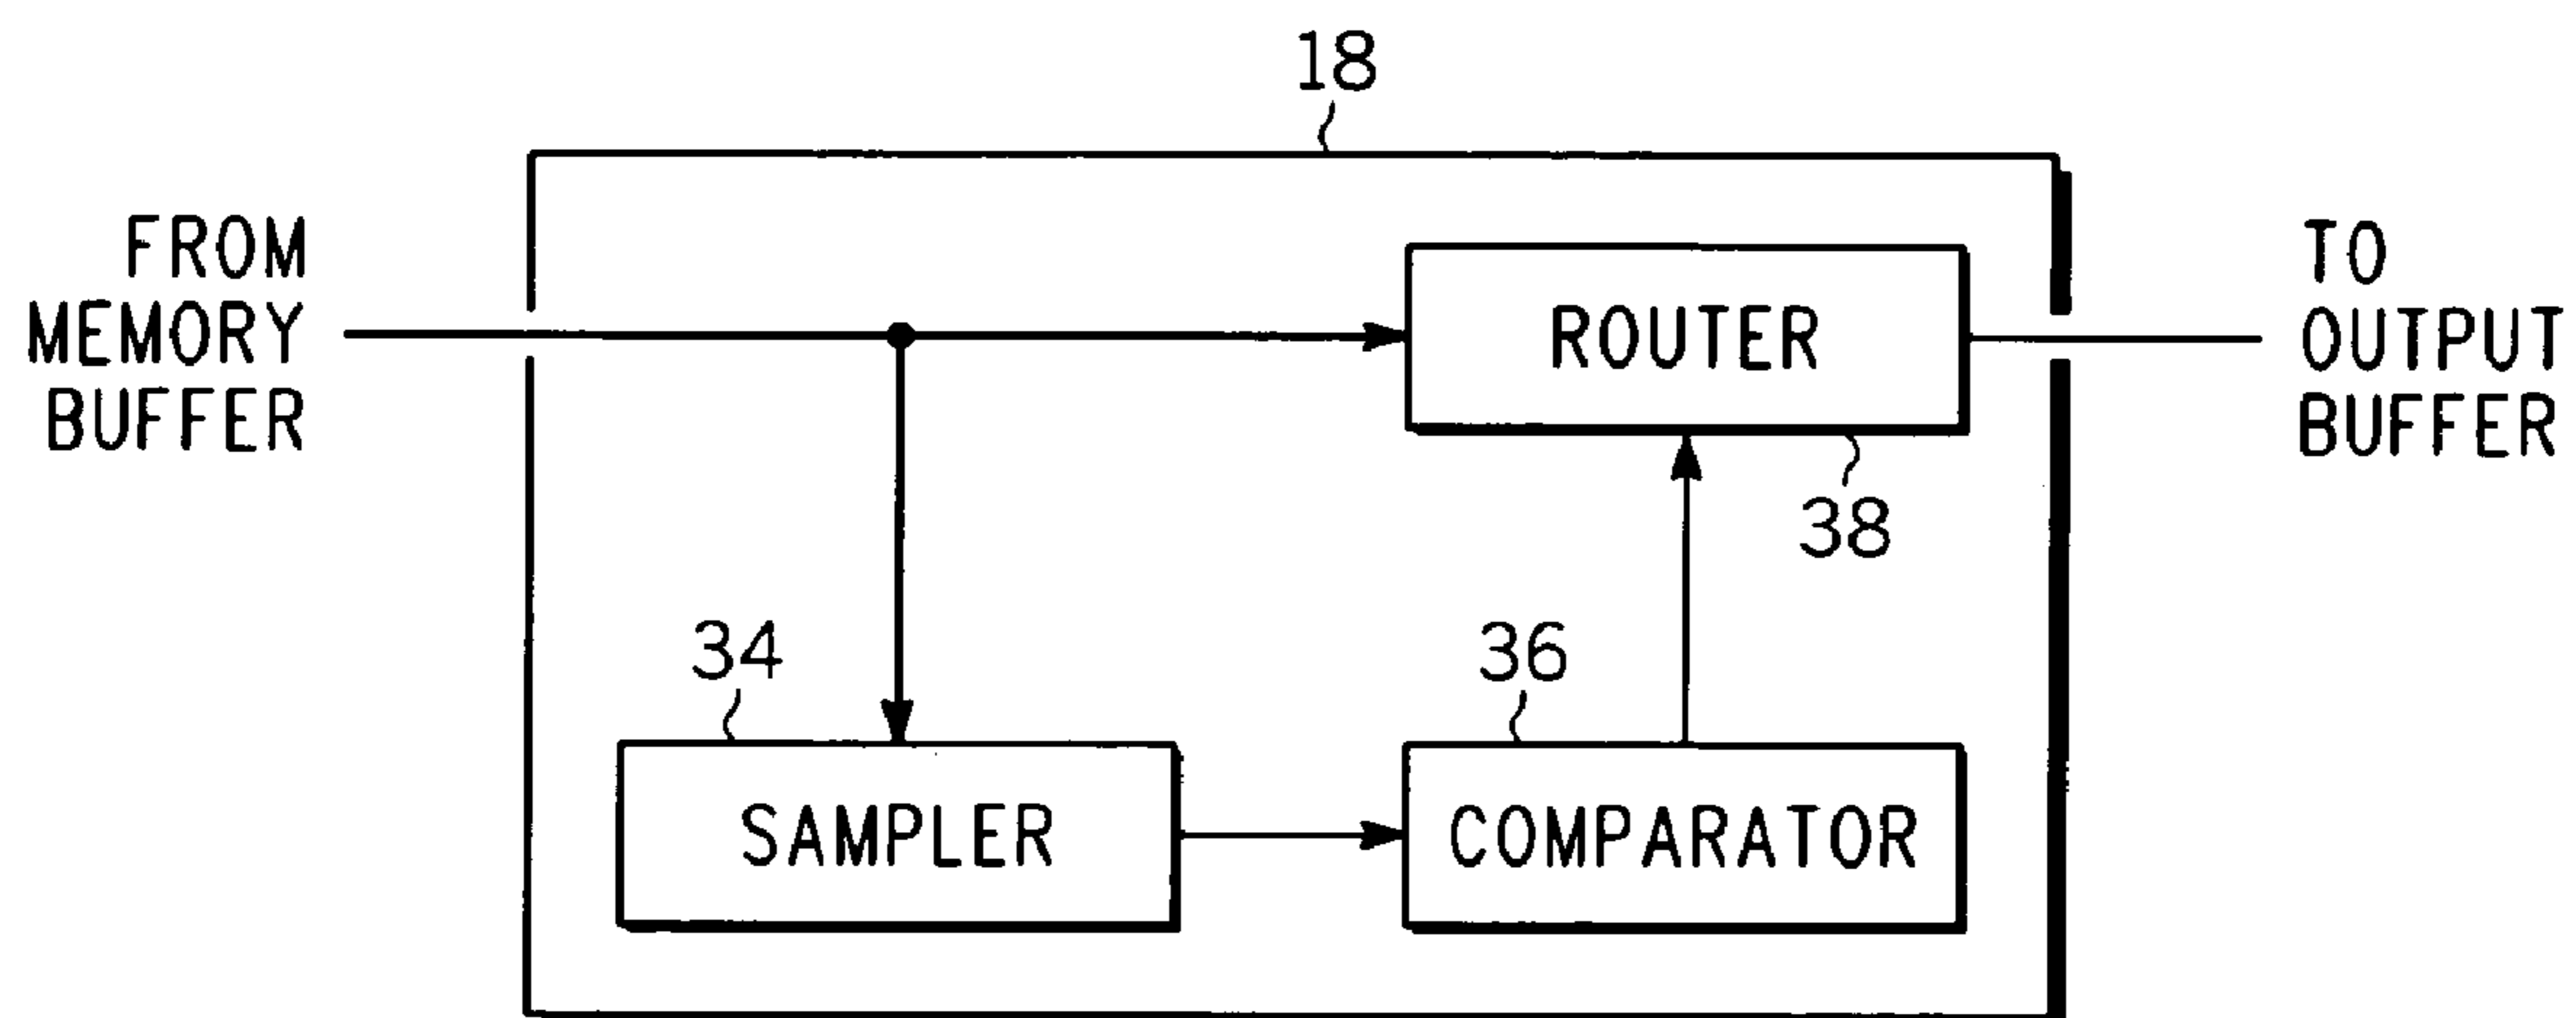 18
FROM
MEMORY
BUFFER
ROUTER
TO
OUTPUT
BUFFER
38
34
36
SAMPLER
COMPARATOR